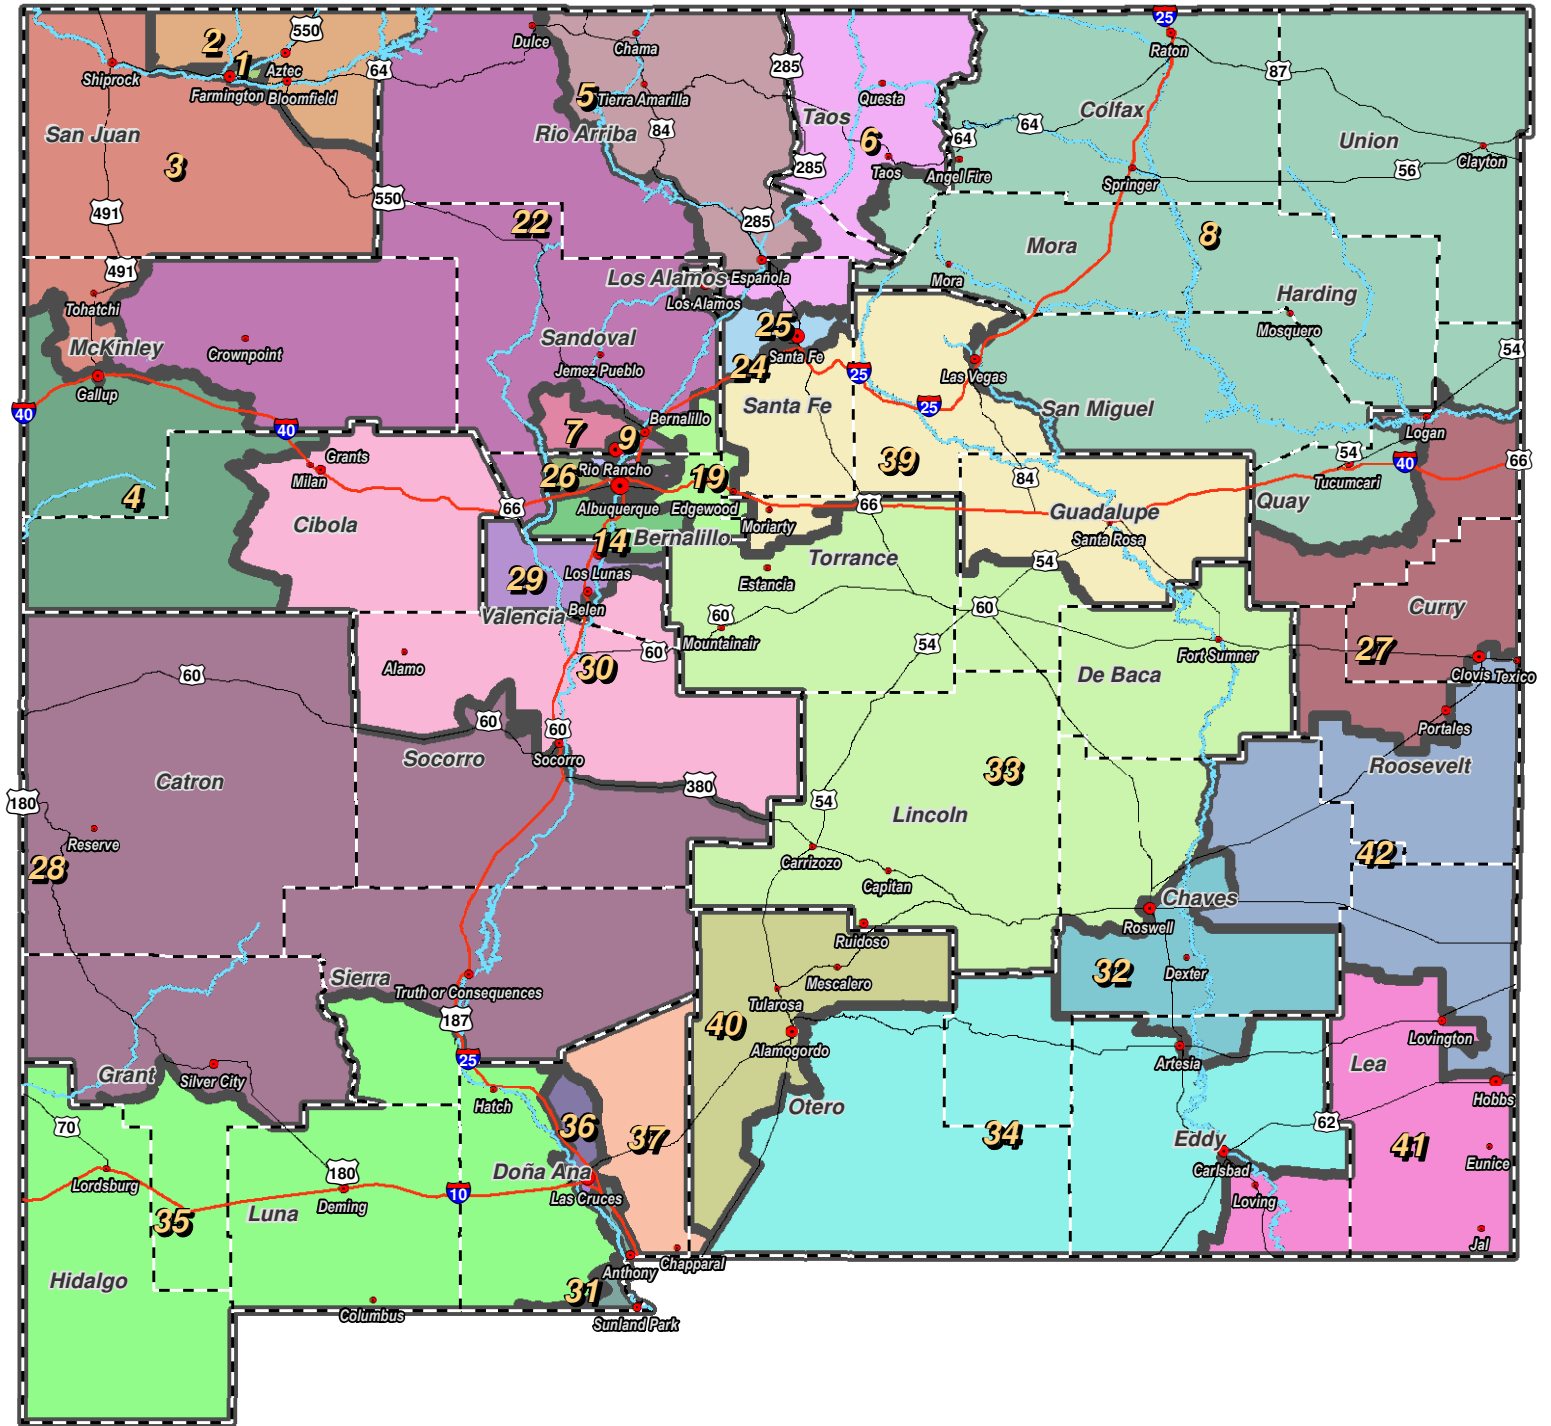 25
550
2
Dulce
Chama
Raton
1
Aztec
64
285
87
Shiprock
Farmington
Bloomfield
5
Tierra Amarilla
Questa
Colfax
San Juan
Rio Arriba
84
Taos
6
64
64
Union
3
285
Taos
Angel Fire
56
Clayton
Springer
550
491
22
285
8
Mora
491
Los Alamos
Española
Mora
Harding
Tohatchi
Los Alamos
Mosquero
McKinley
Crownpoint
Sandoval
25
Santa Fe
54
Jemez Pueblo
24
25
Las Vegas
Gallup
40
Santa Fe
25
San Miguel
40
7
9
Bernalillo
Logan
Grants
Rio Rancho
39
54
40
66
Milan
26
19
84
Tucumcari
4
66
Albuquerque
Edgewood
66
Quay
Cibola
Moriarty
Guadalupe
14
Bernalillo
Santa Rosa
Torrance
54
29
Los Lunas
Estancia
Valencia
Belen
60
60
Curry
Mountainair
54
Fort Sumner
27
Alamo
60
30
De Baca
Clovis
Texico
60
60
60
Portales
Socorro
Socorro
33
Roosevelt
Catron
380
180
54
Lincoln
Reserve
Carrizozo
42
28
Capitan
Chaves
Roswell
Ruidoso
Sierra
Mescalero
32
Dexter
Truth or Consequences
Tularosa
187
40
Alamogordo
Lovington
25
Artesia
Lea
Grant
Silver City
Hatch
Otero
Hobbs
70
36
37
34
62
Eddy
41
180
Doña Ana
Carlsbad
Eunice
Lordsburg
10
Las Cruces
Loving
Deming
35
Luna
Jal
Hidalgo
Anthony
Chapparal
31
Columbus
Sunland Park